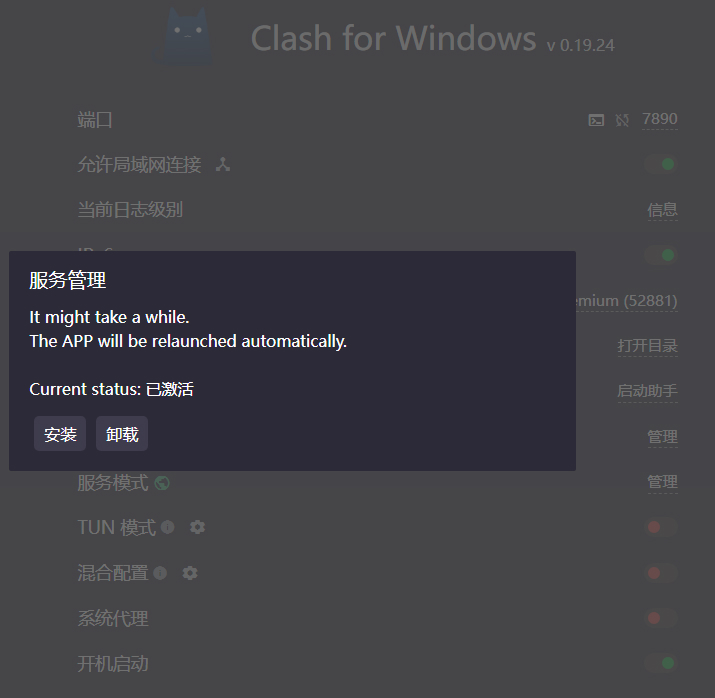 Clash for Windows v 0.19.24
端口 7890
允许局域网连接
当前日志级别 信息
服务管理
It might take a while.
emium (52881)
The APP will be relaunched automatically.
打开目录
Current status: 已激活
启动助手
安装 卸载
管理
服务模式 管理
TUN 模式
混合配置
系统代理
开机启动